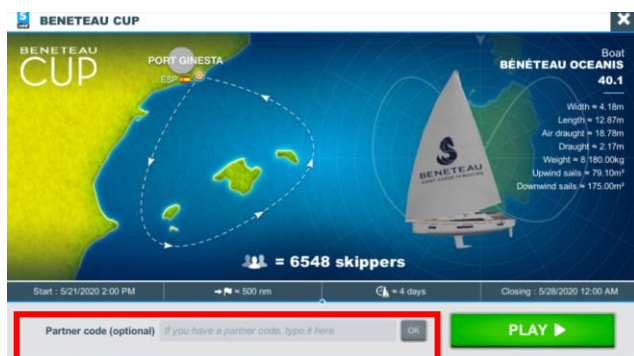 BENETEAU CUP
BENETEAU
CUP
PORT GINESTA
ESP
Boat
BÉNÉTEAU OCEANIS
40.1
Width ≈ 4.18m
Length ≈ 12.87m
Air draught ≈ 18.78m
Draught ≈ 2.17m
Weight ≈ 8 180.00kg
Upwind sails ≈ 79.10m²
Downwind sails ≈ 175.00m²
BENETEAU
= 6548 skippers
Start : 5/21/2020 2:00 PM
≈ 500 nm
≈ 4 days
Closing : 5/28/2020 12:00 AM
Partner code (optional)
If you have a partner code, type it here
OK
PLAY